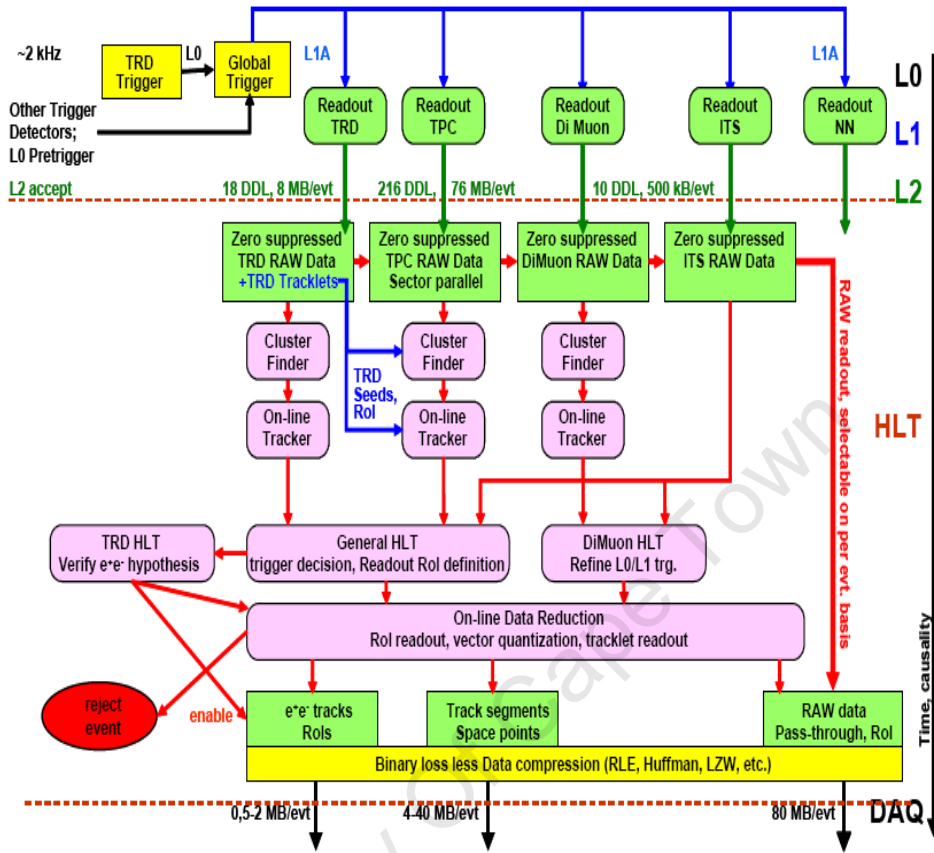 ~2 kHz
TRD
Trigger
L0
Global
Trigger
L1A
L1A
L0
Other Trigger
Detectors;
L0 Pretrigger
Readout
TRD
Readout
TPC
Readout
Di Muon
Readout
ITS
Readout
NN
L1
L2 accept
18 DDL, 8 MB/evt
216 DDL, 76 MB/evt
10 DDL, 500 kB/evt
L2
Zero suppressed
TRD RAW Data
+TRD Tracklets
Zero suppressed
TPC RAW Data
Sector parallel
Zero suppressed
DiMuon RAW Data
Zero suppressed
ITS RAW Data
RAW readout, selectable on per evt. basis
Cluster
Finder
Cluster
Finder
Cluster
Finder
TRD
Seeds,
RoI
On-line
Tracker
On-line
Tracker
On-line
Tracker
HLT
TRD HLT
Verify e⁺e⁻ hypothesis
General HLT
trigger decision, Readout RoI definition
DiMuon HLT
Refine L0/L1 trg.
On-line Data Reduction
RoI readout, vector quantization, tracklet readout
Time, causality
reject
event
enable
e⁺e⁻ tracks
RoIs
Track segments
Space points
RAW data
Pass-through, RoI
Binary loss less Data compression (RLE, Huffman, LZW, etc.)
0,5-2 MB/evt
4-40 MB/evt
80 MB/evt
DAQ
Of Cape Town